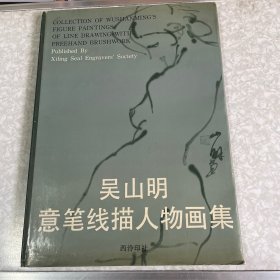 COLLECTION OF WUSHANMING'S
FIGURE PAINTINGS
OF LINE DRAWING WITH
FREEHAND BRUSHWORK
Published By
Xiling Seal Engravers' Society
吴山明
意笔线描人物画集
西泠印社